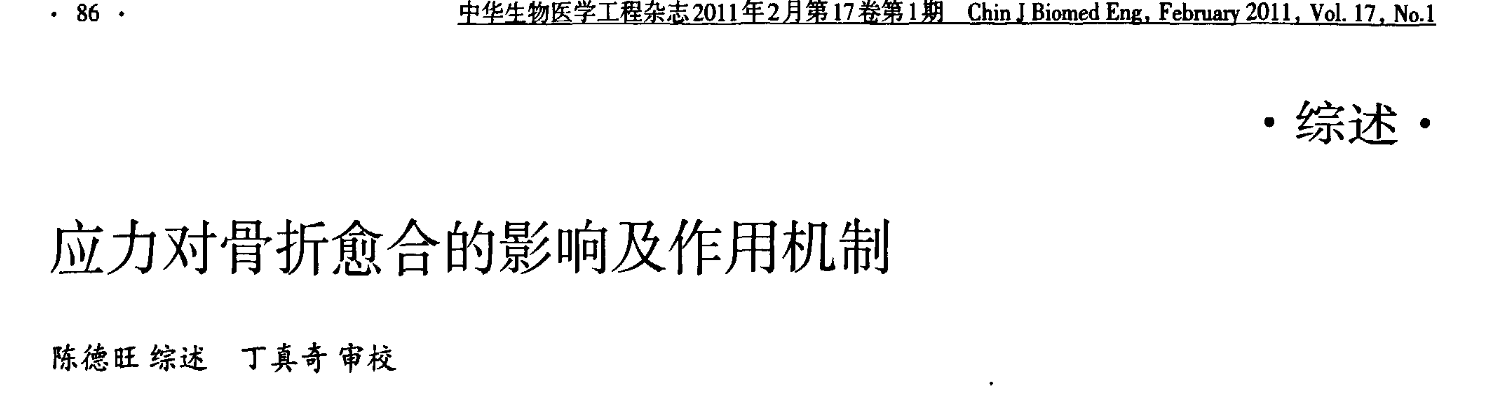 · 86 ·
中华生物医学工程杂志2011年2月第17卷第1期 Chin J Biomed Eng, February 2011, Vol. 17, No.1
·综述·
应力对骨折愈合的影响及作用机制
陈德旺 综述 丁真奇 审校